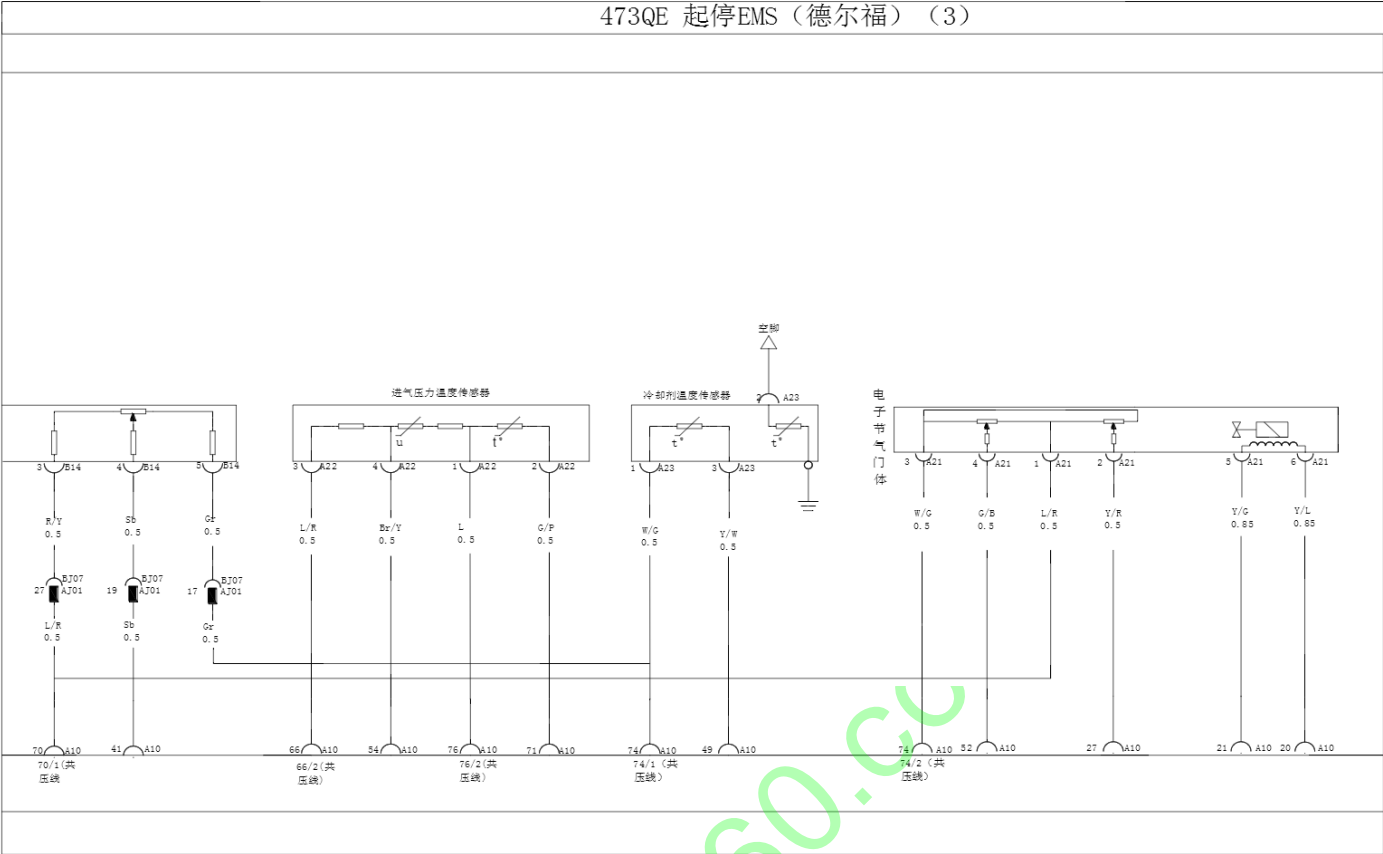 473QE 起停EMS（德尔福）（3）
空脚
2 A23
进气压力温度传感器
冷却剂温度传感器
电子节气门体
u
t°
t°
t°
3 B14
4 B14
5 B14
3 A22
4 A22
1 A22
2 A22
1 A23
3 A23
3 A21
4 A21
1 A21
2 A21
5 A21
6 A21
R/Y
0.5
Sb
0.5
Gr
0.5
L/R
0.5
Br/Y
0.5
L
0.5
G/P
0.5
W/G
0.5
Y/W
0.5
W/G
0.5
G/B
0.5
L/R
0.5
Y/R
0.5
Y/G
0.85
Y/L
0.85
BJ07
27 AJ01
BJ07
19 AJ01
BJ07
17 AJ01
L/R
0.5
Sb
0.5
Gr
0.5
70 A10
41 A10
66 A10
54 A10
76 A10
71 A10
74 A10
49 A10
74 A10
52 A10
27 A10
21 A10
20 A10
70/1(共
压线
66/2(共
压线)
76/2(共
压线)
74/1（共
压线）
74/2（共
压线）
60.cc